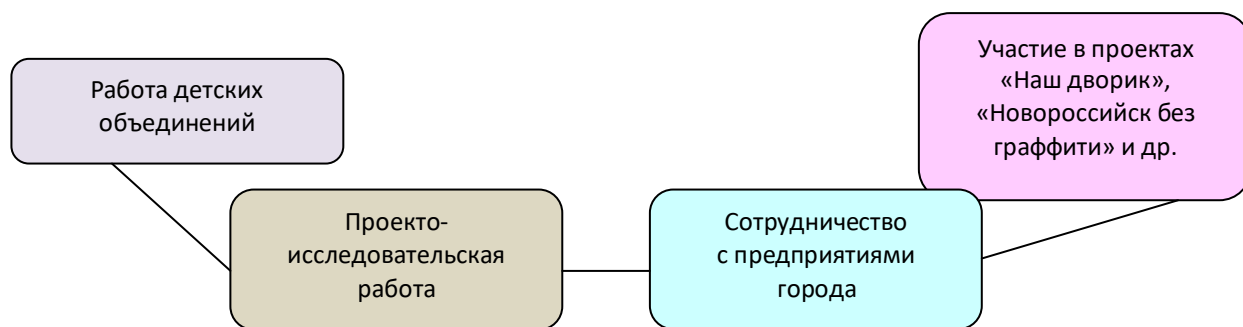 Работа детских
объединений
Проекто-
исследовательская
работа
Сотрудничество
с предприятиями
города
Участие в проектах
«Наш дворик»,
«Новороссийск без
граффити» и др.